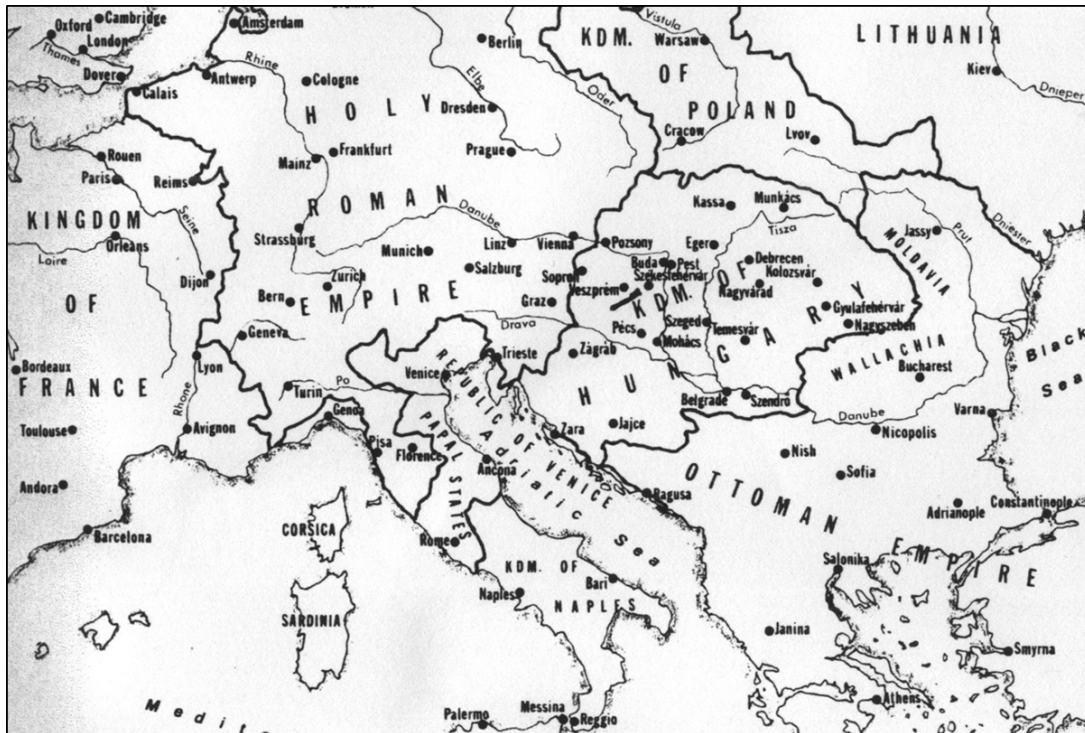 Cambridge
Oxford
London
Thames
Dover
Calais
Amsterdam
Antwerp
Rhine
Cologne
Berlin
Elbe
Dresden
Oder
Prague
Mainz
Frankfurt
Strassburg
HOLY
ROMAN
EMPIRE
KDM.
OF
POLAND
Vistula
Warsaw
Cracow
Lvov
LITHUANIA
Kiev
Dnieper
Dniester
Rouen
Paris
Reims
Seine
KINGDOM
OF
FRANCE
Orleans
Loire
Dijon
Lyon
Rhone
Avignon
Bordeaux
Toulouse
Andora
Barcelona
Zurich
Bern
Geneva
Munich
Salzburg
Linz
Danube
Vienna
Graz
Drava
Turin
Po
Genoa
Pisa
Florence
Venice
Trieste
REPUBLIC OF VENICE
PAPAL STATES
Ancona
Adriatic Sea
Rome
KDM. OF
NAPLES
Naples
Bari
Messina
Reggio
Palermo
CORSICA
SARDINIA
Pozsony
Sopron
Veszprém
Buda
Pest
Székesfehérvár
Eger
Kassa
Munkács
Tisza
Debrecen
Kolozsvár
Nagyvárad
Gyulafehérvár
Nagyszeben
Szeged
Temesvár
Pécs
Mohács
Zágráb
Belgrade
Szendrő
Jajce
Zara
Ragusa
KDM. OF
HUNGARY
MOLDAVIA
Jassy
Prut
WALLACHIA
Bucharest
Danube
Nicopolis
Varna
Black
Sea
Nish
Sofia
OTTOMAN
EMPIRE
Adrianople
Constantinople
Salonika
Janina
Athens
Smyrna